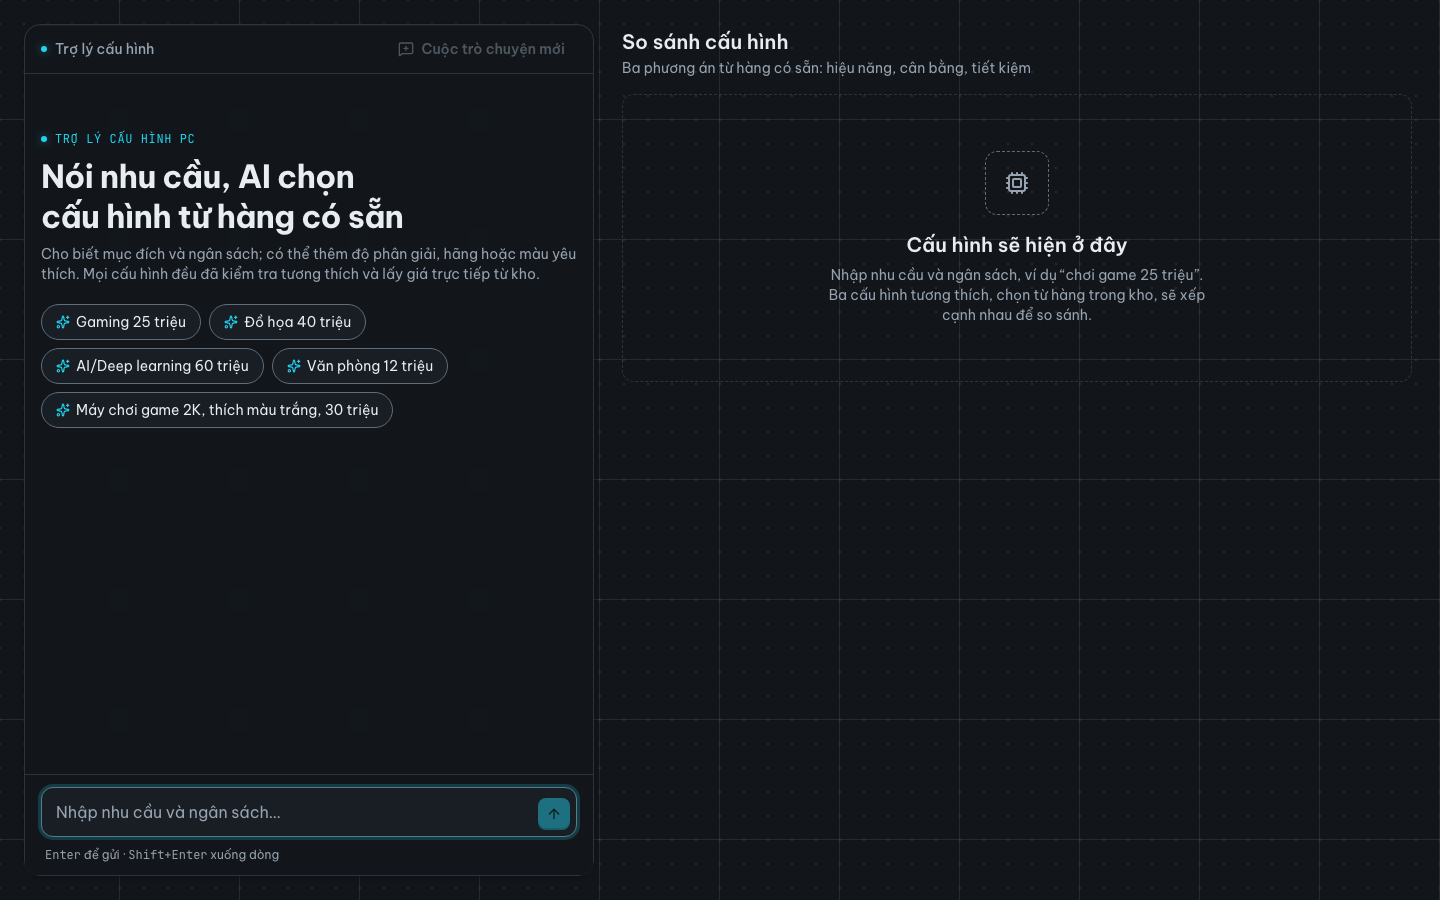 Trợ lý cấu hình
Cuộc trò chuyện mới
TRỢ LÝ CẤU HÌNH PC
Nói nhu cầu, AI chọn
cấu hình từ hàng có sẵn
Cho biết mục đích và ngân sách; có thể thêm độ phân giải, hãng hoặc màu yêu
thích. Mọi cấu hình đều đã kiểm tra tương thích và lấy giá trực tiếp từ kho.
Gaming 25 triệu
Đồ họa 40 triệu
AI/Deep learning 60 triệu
Văn phòng 12 triệu
Máy chơi game 2K, thích màu trắng, 30 triệu
Nhập nhu cầu và ngân sách...
Enter để gửi · Shift+Enter xuống dòng
So sánh cấu hình
Ba phương án từ hàng có sẵn: hiệu năng, cân bằng, tiết kiệm
Cấu hình sẽ hiện ở đây
Nhập nhu cầu và ngân sách, ví dụ “chơi game 25 triệu”.
Ba cấu hình tương thích, chọn từ hàng trong kho, sẽ xếp
cạnh nhau để so sánh.